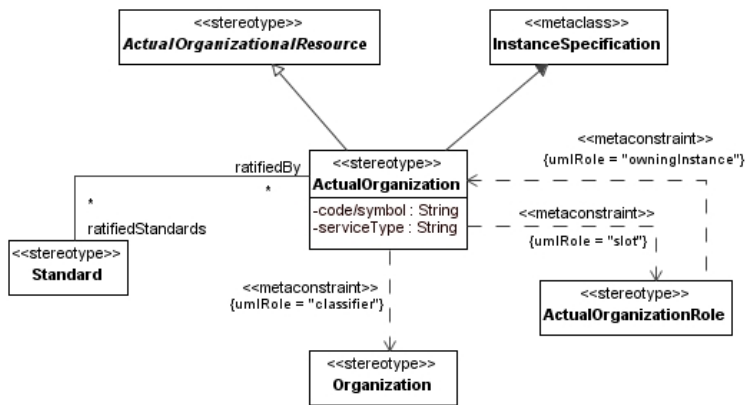 <<stereotype>>
ActualOrganizationalResource
<<metaclass>>
InstanceSpecification
<<metaconstraint>>
{umlRole = "owningInstance"}
ratifiedBy
*
<<stereotype>>
ActualOrganization
-code/symbol : String
-serviceType : String
*
ratifiedStandards
<<metaconstraint>>
{umlRole = "slot"}
<<stereotype>>
Standard
<<metaconstraint>>
{umlRole = "classifier"}
<<stereotype>>
ActualOrganizationRole
<<stereotype>>
Organization